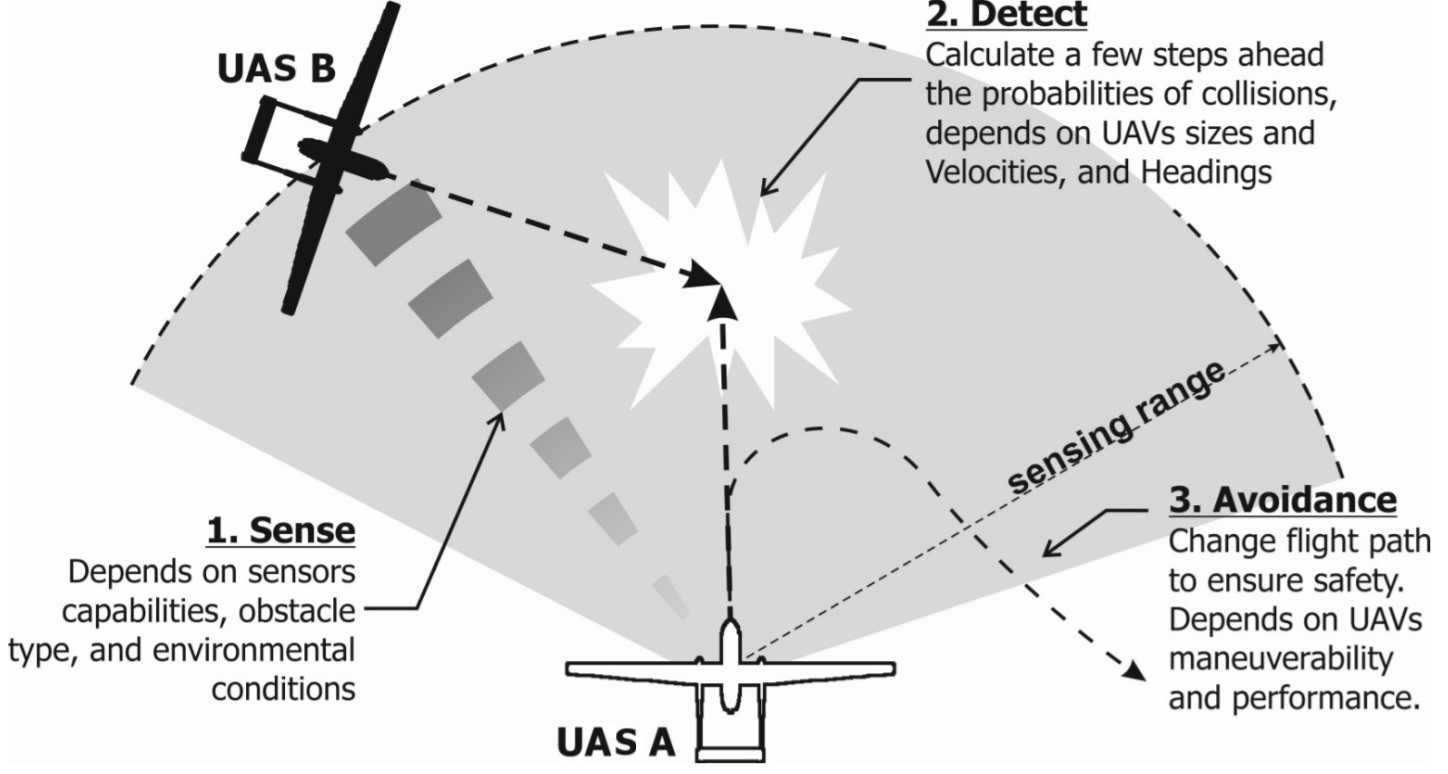 UAS B
2. Detect
Calculate a few steps ahead
the probabilities of collisions,
depends on UAVs sizes and
Velocities, and Headings
sensing range
1. Sense
Depends on sensors
capabilities, obstacle
type, and environmental
conditions
3. Avoidance
Change flight path
to ensure safety.
Depends on UAVs
maneuverability
and performance.
UAS A